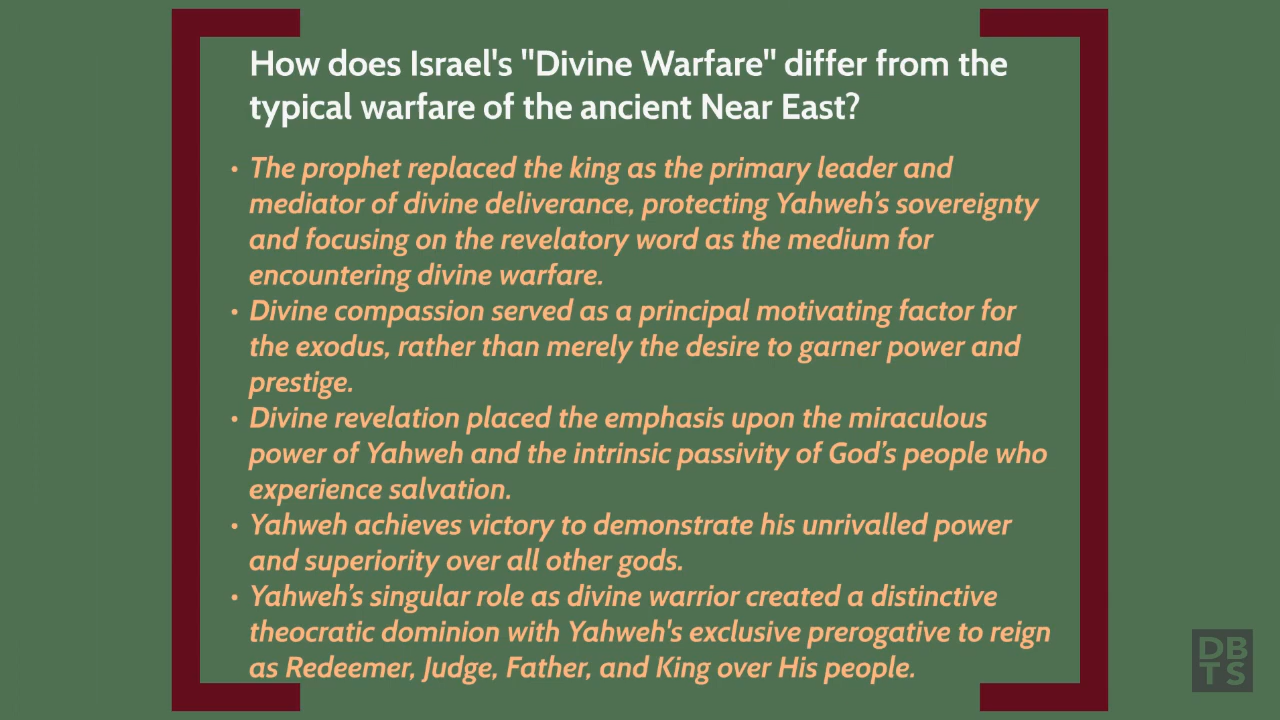 How does Israel's "Divine Warfare" differ from the
typical warfare of the ancient Near East?
• The prophet replaced the king as the primary leader and
mediator of divine deliverance, protecting Yahweh's sovereignty
and focusing on the revelatory word as the medium for
encountering divine warfare.
• Divine compassion served as a principal motivating factor for
the exodus, rather than merely the desire to garner power and
prestige.
• Divine revelation placed the emphasis upon the miraculous
power of Yahweh and the intrinsic passivity of God's people who
experience salvation.
• Yahweh achieves victory to demonstrate his unrivalled power
and superiority over all other gods.
• Yahweh's singular role as divine warrior created a distinctive
theocratic dominion with Yahweh's exclusive prerogative to reign
as Redeemer, Judge, Father, and King over His people.
DB
TS